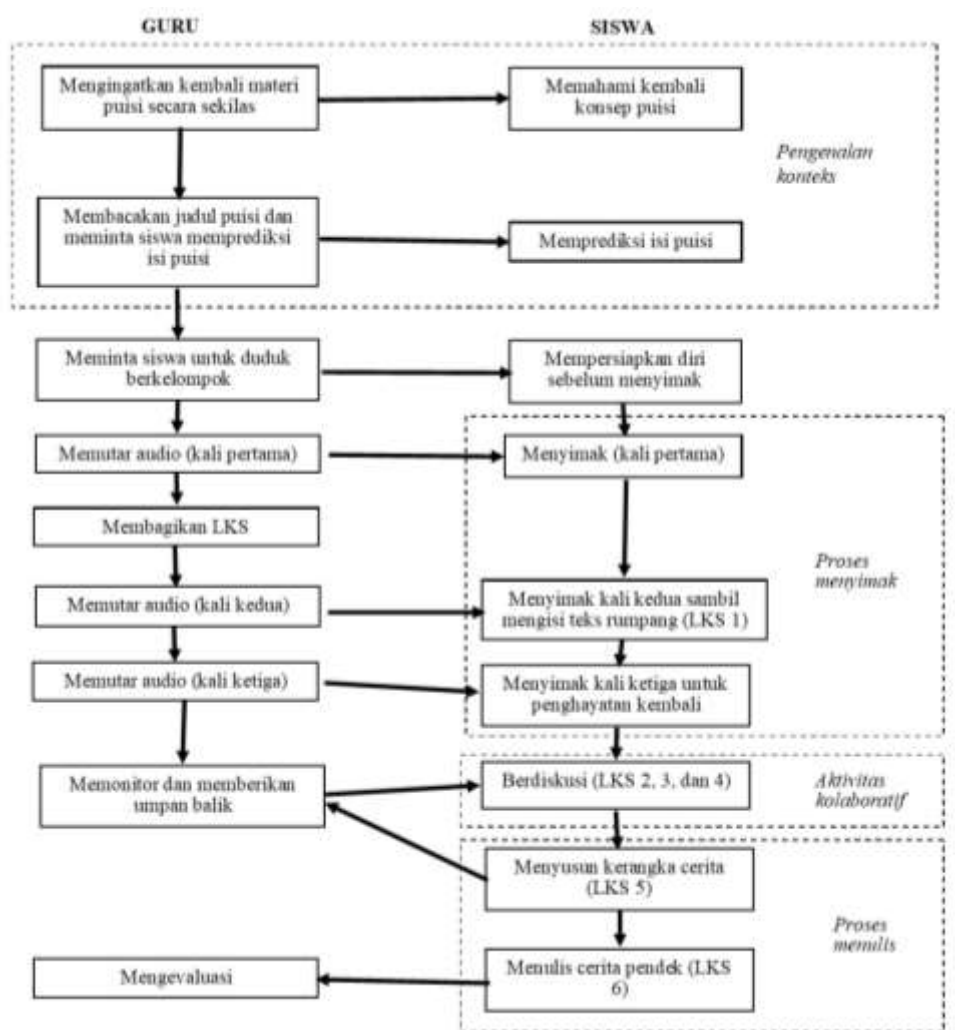 GURU
SISWA
Mengingatkan kembali materi
puisi secara sekilas
Memahami kembali
konsep puisi
Pengenalan
konteks
Membacakan judul puisi dan
meminta siswa memprediksi
isi puisi
Memprediksi isi puisi
Meminta siswa untuk duduk
berkelompok
Mempersiapkan diri
sebelum menyimak
Memutar audio (kali pertama)
Menyimak (kali pertama)
Membagikan LKS
Proses
menyimak
Memutar audio (kali kedua)
Menyimak kali kedua sambil
mengisi teks rumpang (LKS 1)
Memutar audio (kali ketiga)
Menyimak kali ketiga untuk
penghayatan kembali
Memonitor dan memberikan
umpan balik
Berdiskusi (LKS 2, 3, dan 4)
Aktivitas
kolaboratif
Menyusun kerangka cerita
(LKS 5)
Proses
menulis
Mengevaluasi
Menulis cerita pendek (LKS
6)